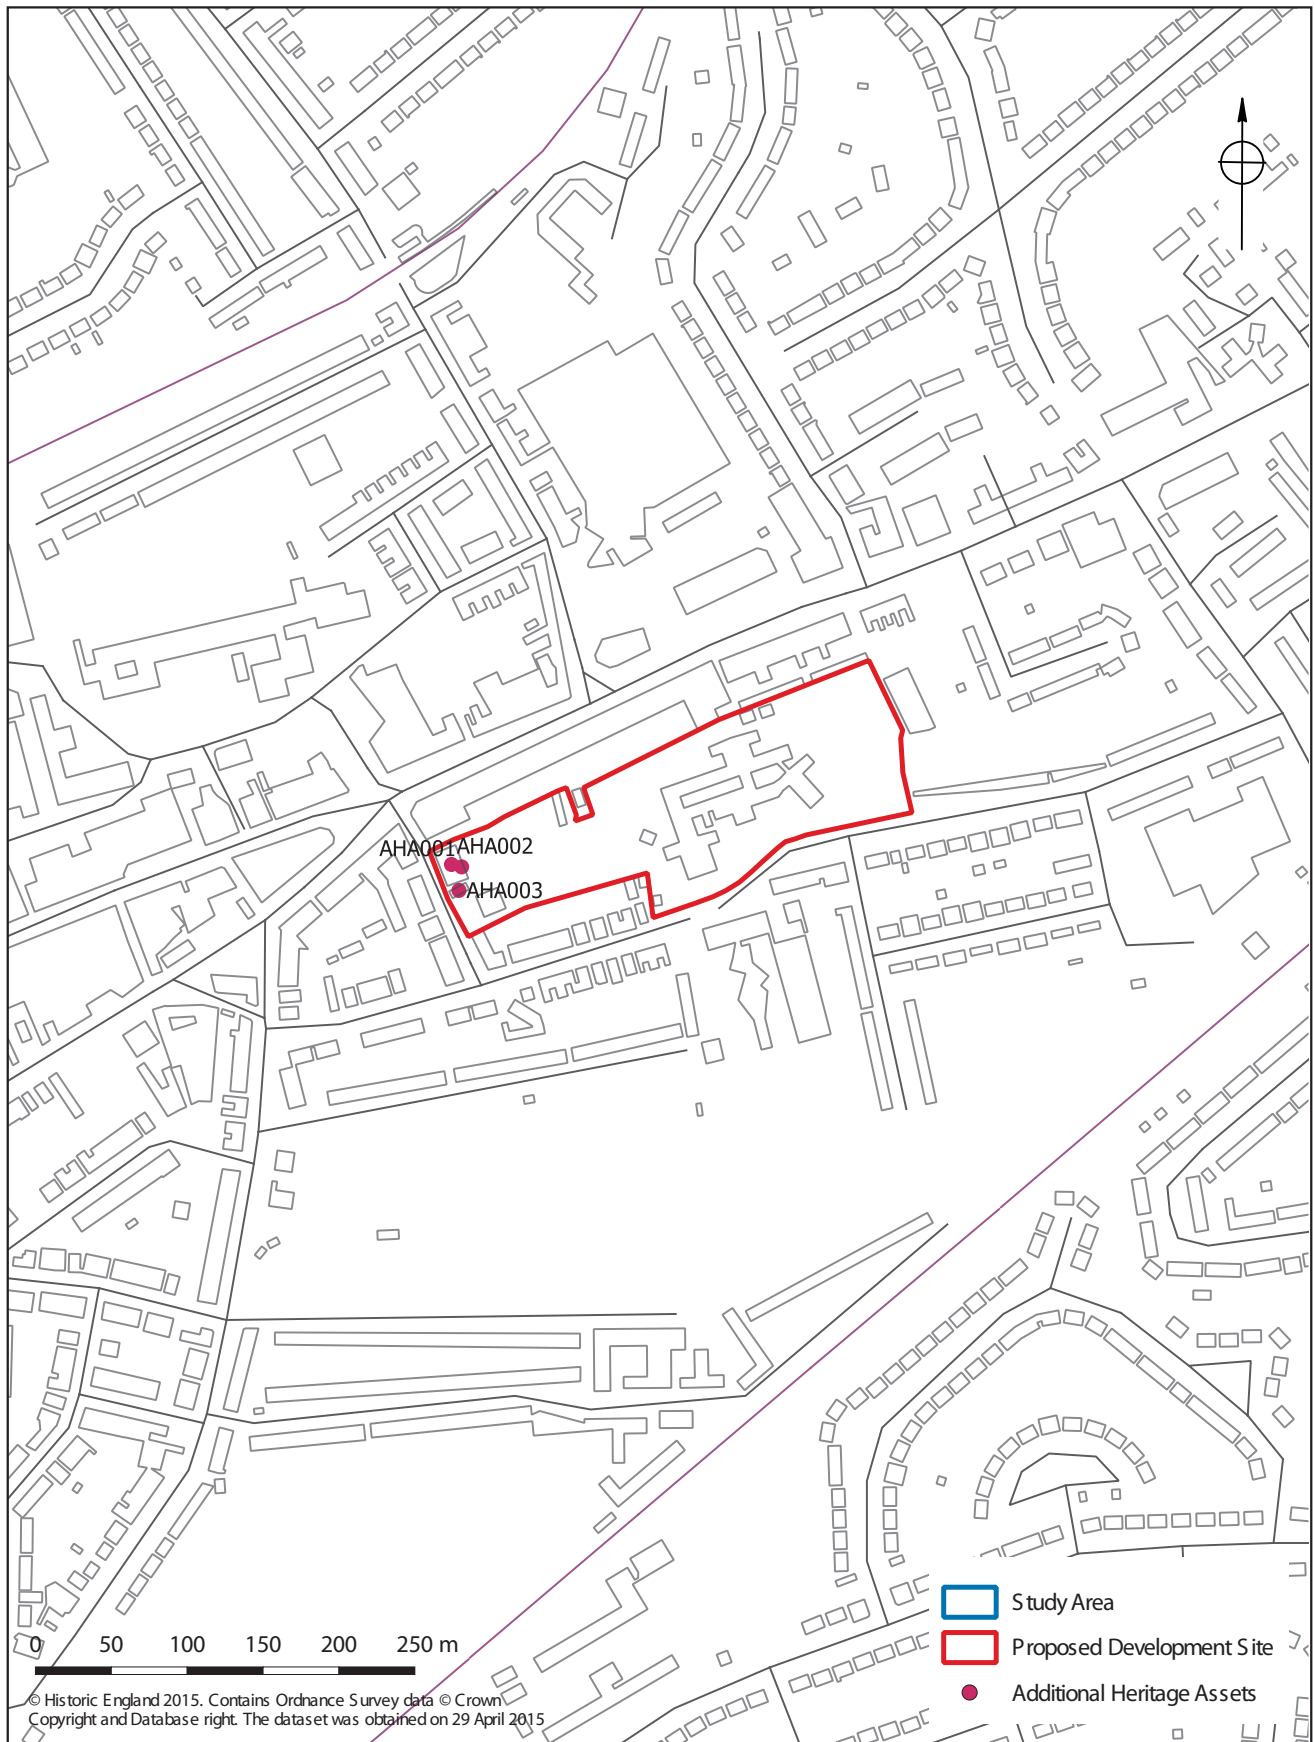 AHA001 AHA002
AHA003
Study Area
Proposed Development Site
Additional Heritage Assets
0 50 100 150 200 250 m
© Historic England 2015. Contains Ordnance Survey data © Crown
Copyright and Database right. The dataset was obtained on 29 April 2015